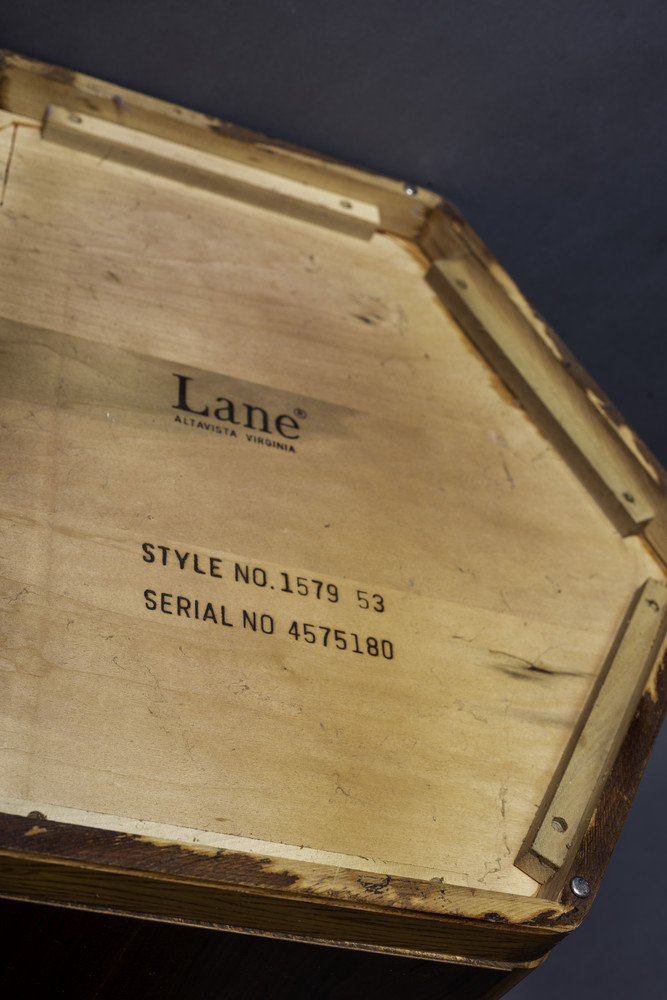 Lane®
ALTAVISTA VIRGINIA
STYLE NO. 1579 53
SERIAL NO 4575180